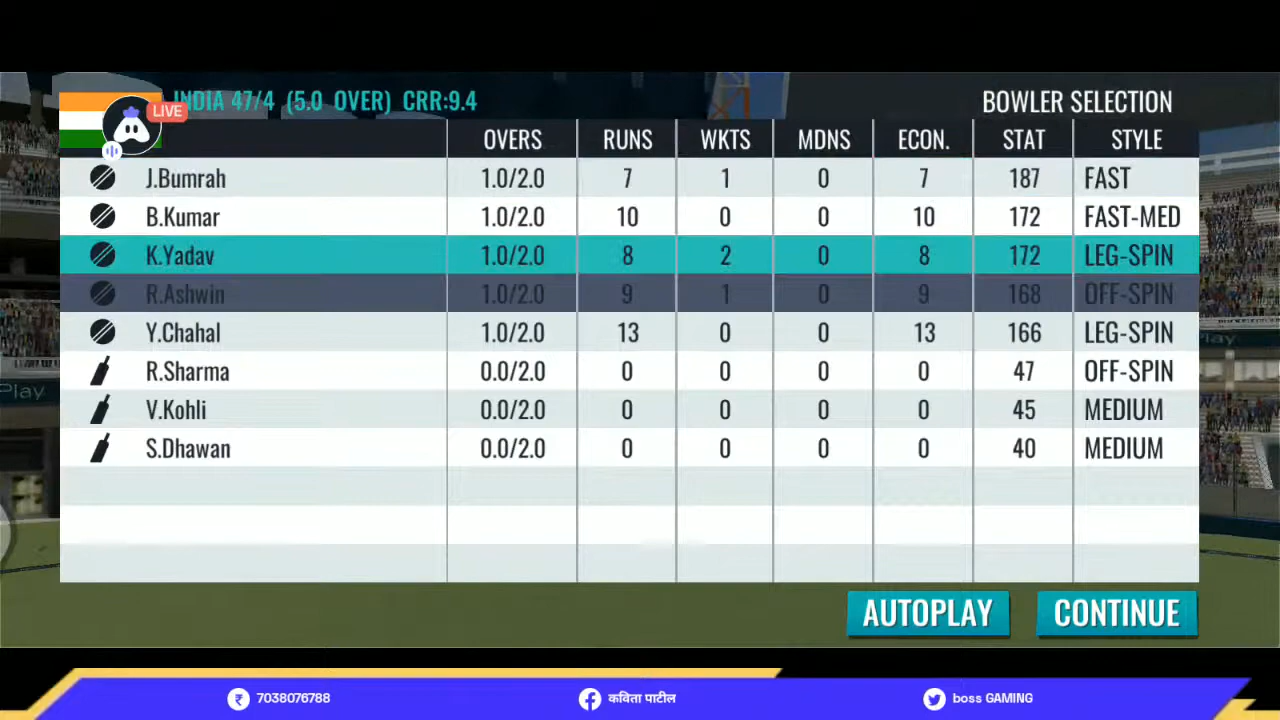 INDIA 47/4 (5.0 OVER) CRR:9.4
LIVE
BOWLER SELECTION
OVERS RUNS WKTS MDNS ECON. STAT STYLE
J.Bumrah 1.0/2.0 7 1 0 7 187 FAST
B.Kumar 1.0/2.0 10 0 0 10 172 FAST-MED
K.Yadav 1.0/2.0 8 2 0 8 172 LEG-SPIN
R.Ashwin 1.0/2.0 9 1 0 9 168 OFF-SPIN
Y.Chahal 1.0/2.0 13 0 0 13 166 LEG-SPIN
R.Sharma 0.0/2.0 0 0 0 0 47 OFF-SPIN
V.Kohli 0.0/2.0 0 0 0 0 45 MEDIUM
S.Dhawan 0.0/2.0 0 0 0 0 40 MEDIUM
Play
Play
AUTOPLAY CONTINUE
₹ 7038076788 कविता पाटील boss GAMING